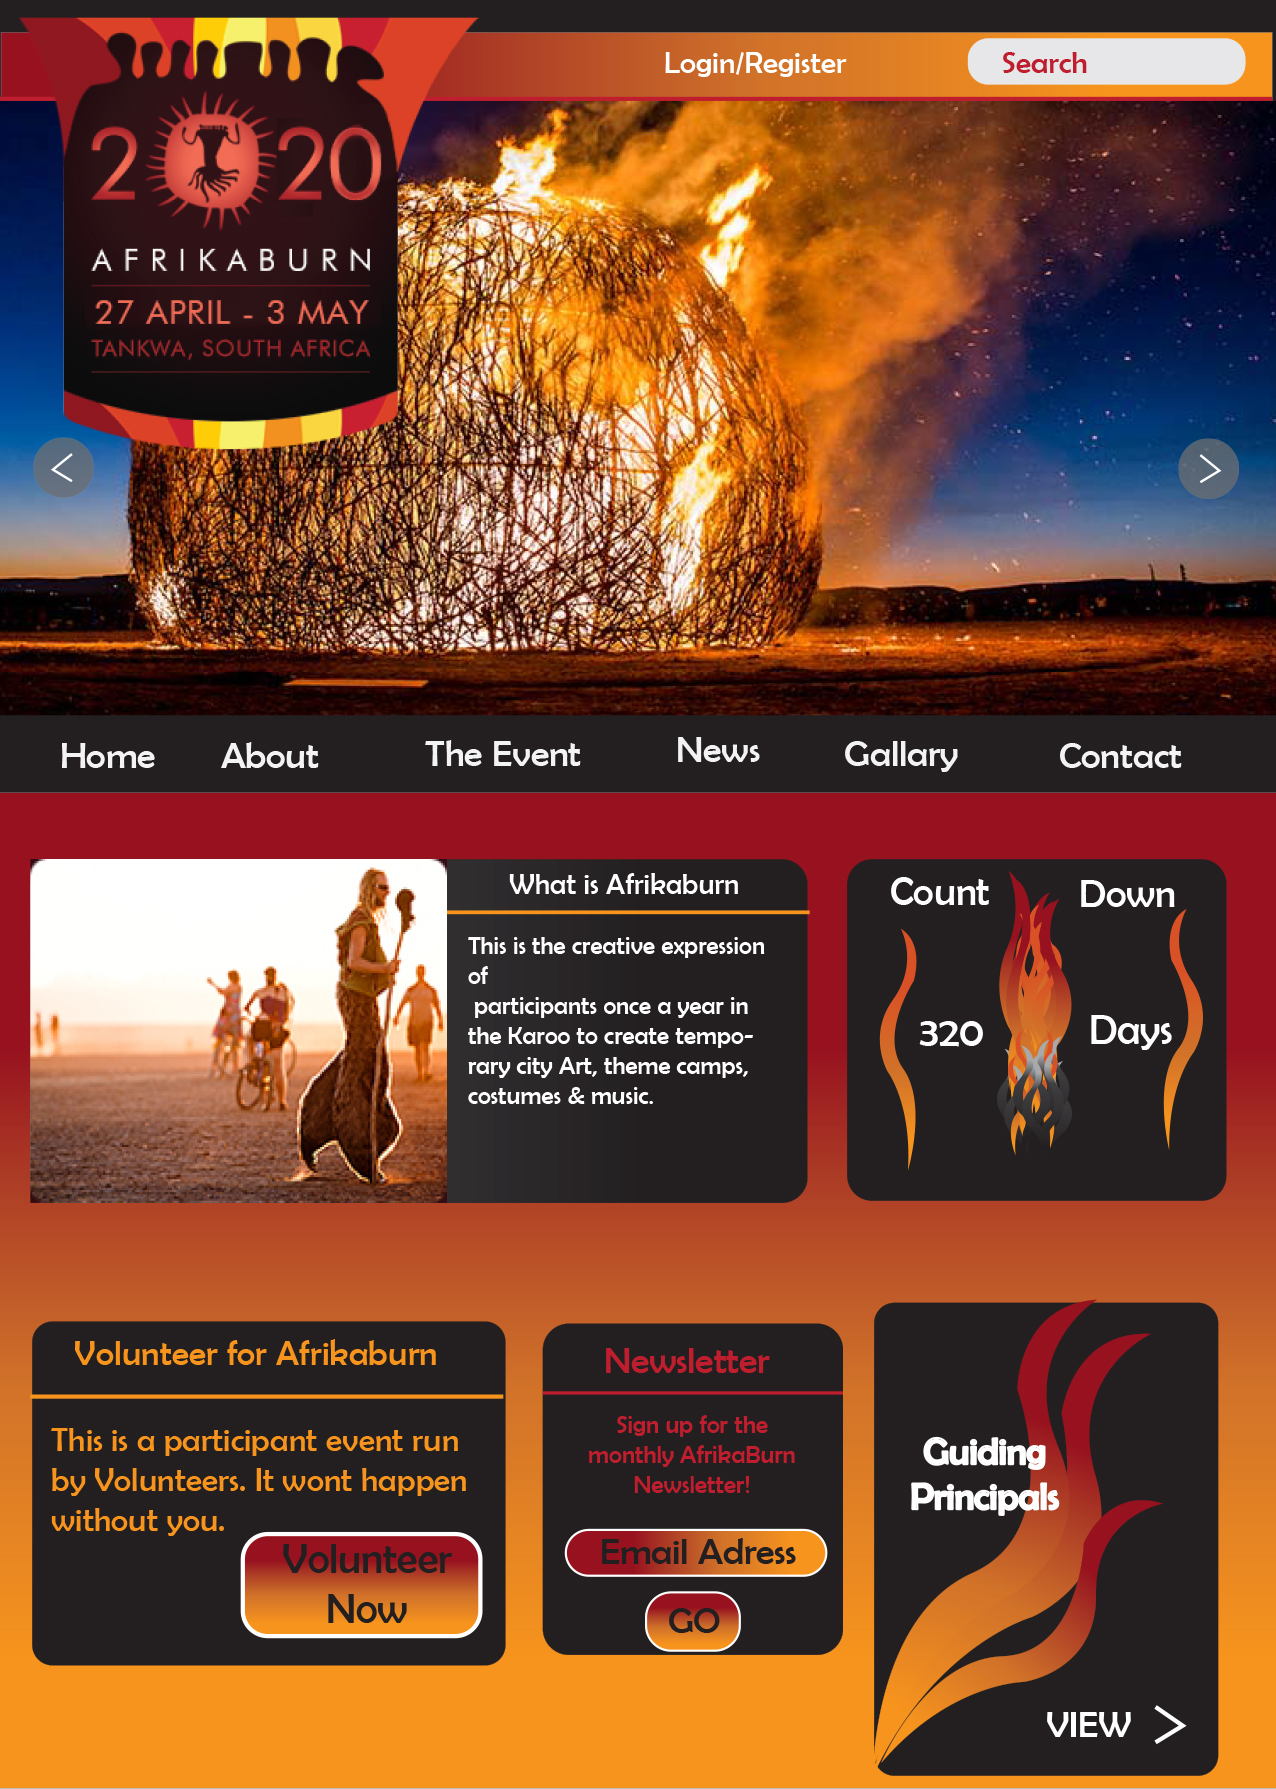 Login/Register
Search
2020
AFRIKABURN
27 APRIL - 3 MAY
TANKWA, SOUTH AFRICA
Home About The Event News Gallary Contact
What is Afrikaburn
This is the creative expression
of
participants once a year in
the Karoo to create tempo-
rary city Art, theme camps,
costumes & music.
Count Down
320 Days
Volunteer for Afrikaburn
This is a participant event run
by Volunteers. It wont happen
without you.
Volunteer
Now
Newsletter
Sign up for the
monthly AfrikaBurn
Newsletter!
Email Adress
GO
Guiding
Principals
VIEW